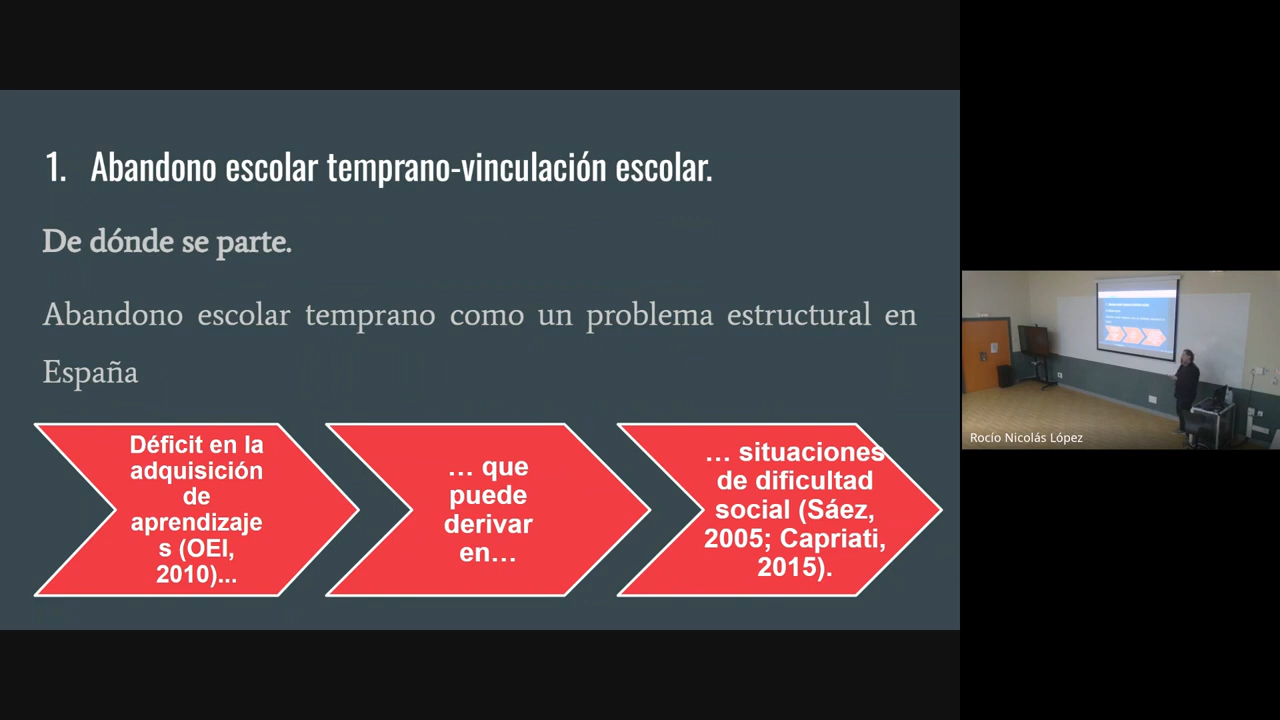 1. Abandono escolar temprano-vinculación escolar.
De dónde se parte.
Abandono escolar temprano como un problema estructural en
España
Déficit en la
adquisición
de
aprendizaje
s (OEI,
2010)...
… que
puede
derivar
en…
… situaciones
de dificultad
social (Sáez,
2005; Capriati,
2015).
Rocío Nicolás López